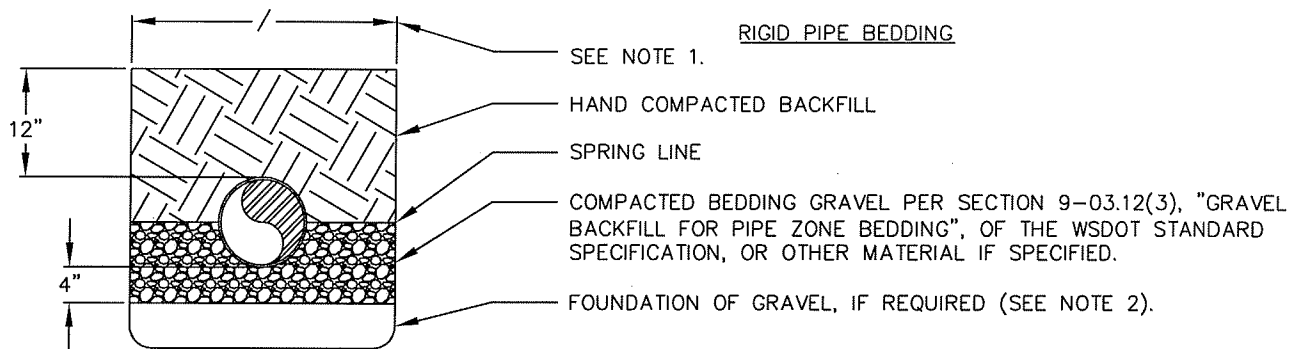 RIGID PIPE BEDDING
SEE NOTE 1.
HAND COMPACTED BACKFILL
12"
SPRING LINE
COMPACTED BEDDING GRAVEL PER SECTION 9-03.12(3), "GRAVEL
BACKFILL FOR PIPE ZONE BEDDING", OF THE WSDOT STANDARD
SPECIFICATION, OR OTHER MATERIAL IF SPECIFIED.
4"
FOUNDATION OF GRAVEL, IF REQUIRED (SEE NOTE 2).